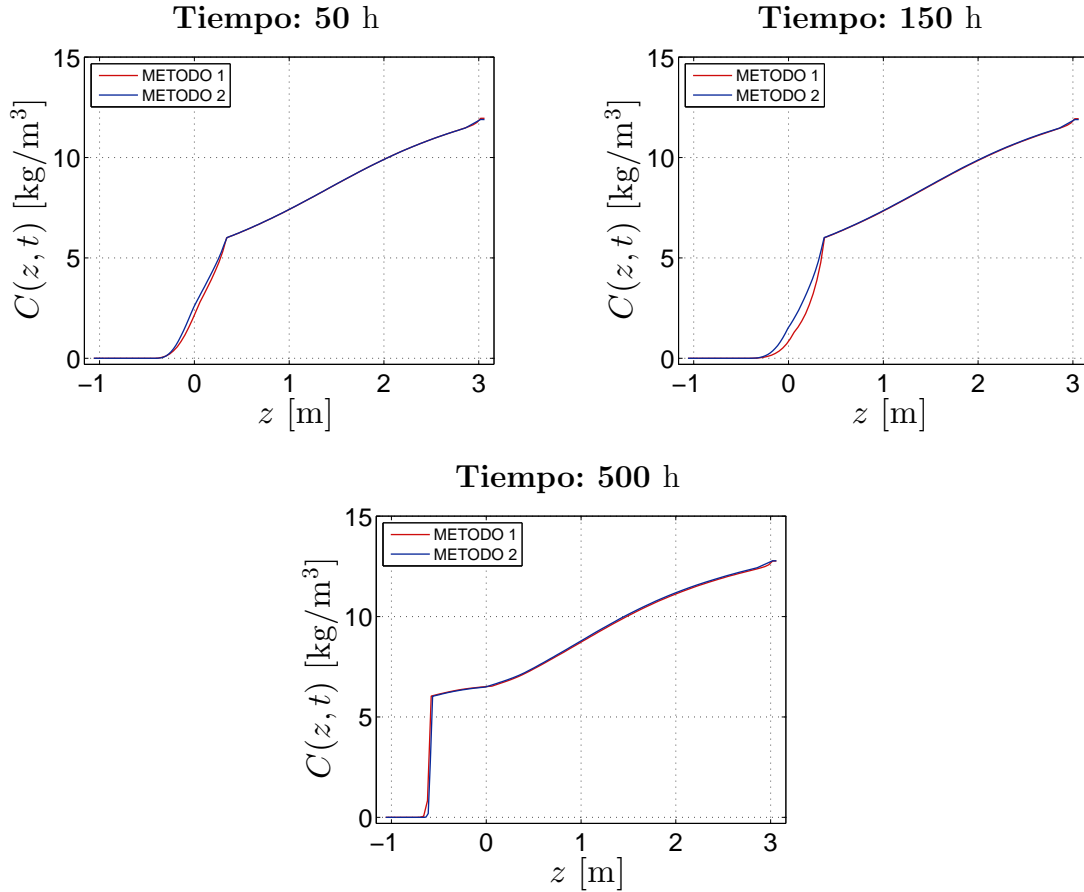 Tiempo: 50 h
15
10
5
0
C(z, t) [kg/m³]
METODO 1
METODO 2
−1 0 1 2 3
z [m]
Tiempo: 150 h
15
10
5
0
C(z, t) [kg/m³]
METODO 1
METODO 2
−1 0 1 2 3
z [m]
Tiempo: 500 h
15
10
5
0
C(z, t) [kg/m³]
METODO 1
METODO 2
−1 0 1 2 3
z [m]